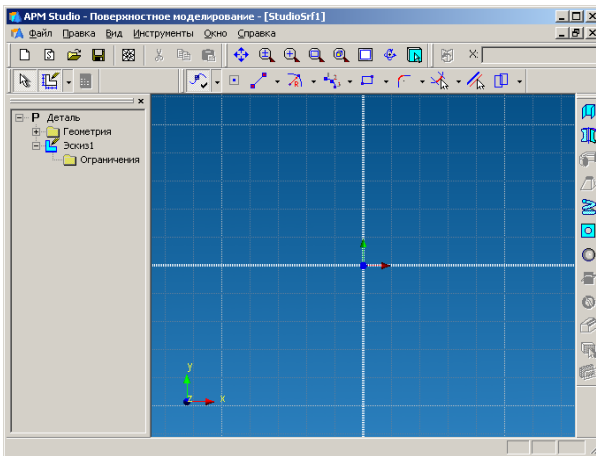 APM Studio - Поверхностное моделирование - [StudioSrf1]
Файл Правка Вид Инструменты Окно Справка
X:
P Деталь
Геометрия
Эскиз1
Ограничения
y
z x